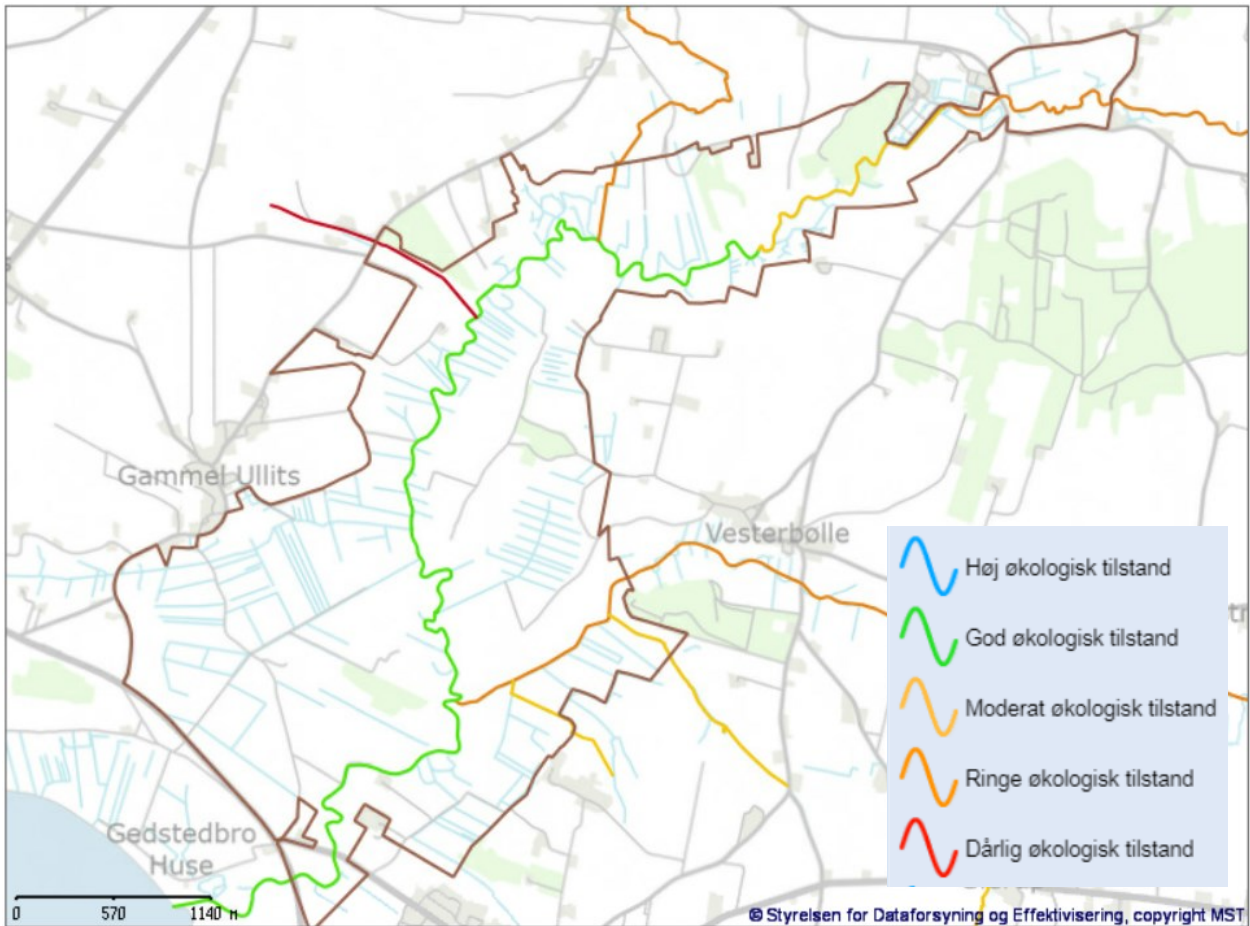 Gammel Ullits
Vesterbølle
Høj økologisk tilstand
God økologisk tilstand
Moderat økologisk tilstand
Ringe økologisk tilstand
Dårlig økologisk tilstand
Gedstedbro
Huse
0 570 1140 M
© Styrelsen for Dataforsyning og Effektivisering, copyright MST